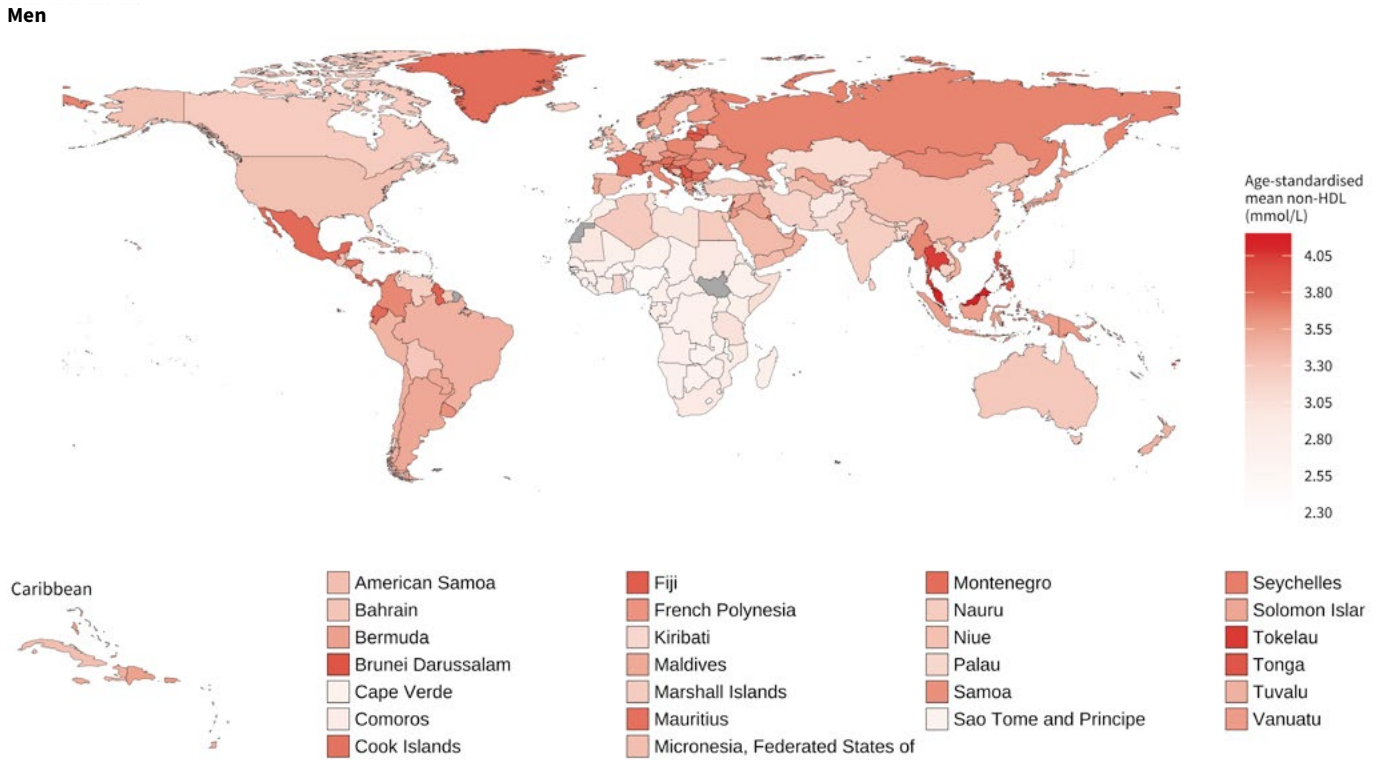 Men
Age-standardised
mean non-HDL
(mmol/L)
4.05
3.80
3.55
3.30
3.05
2.80
2.55
2.30
Caribbean
American Samoa
Bahrain
Bermuda
Brunei Darussalam
Cape Verde
Comoros
Cook Islands
Fiji
French Polynesia
Kiribati
Maldives
Marshall Islands
Mauritius
Micronesia, Federated States of
Montenegro
Nauru
Niue
Palau
Samoa
Sao Tome and Principe
Seychelles
Solomon Islar
Tokelau
Tonga
Tuvalu
Vanuatu